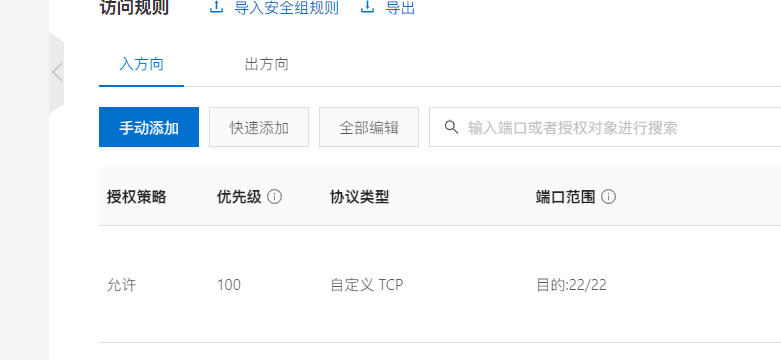 访问规则 导入安全组规则 导出
入方向 出方向
手动添加 快速添加 全部编辑 输入端口或者授权对象进行搜索
授权策略 优先级 协议类型 端口范围
允许 100 自定义 TCP 目的:22/22